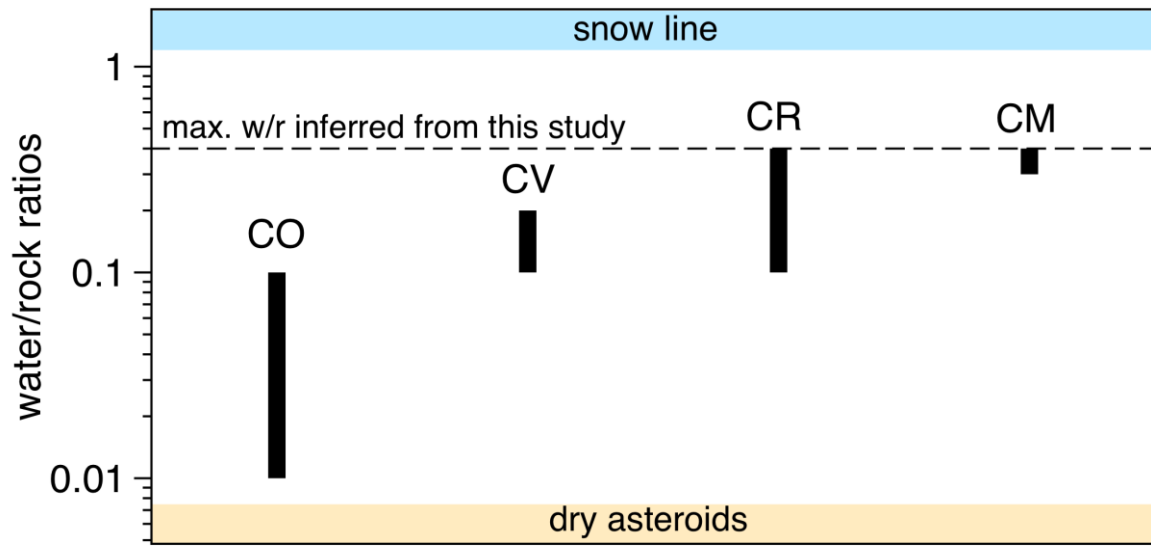 snow line
1
max. w/r inferred from this study
CR
CM
CV
CO
0.1
0.01
dry asteroids
water/rock ratios